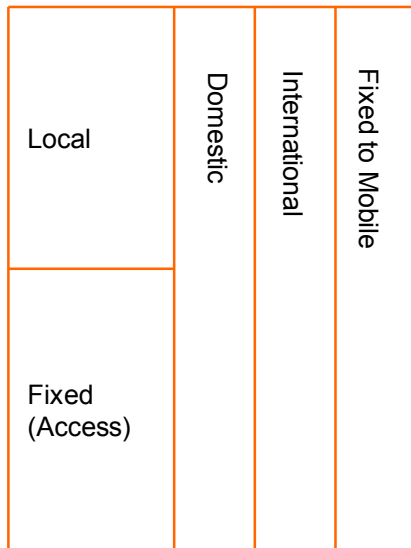 Local
Domestic
International
Fixed to Mobile
Fixed
(Access)